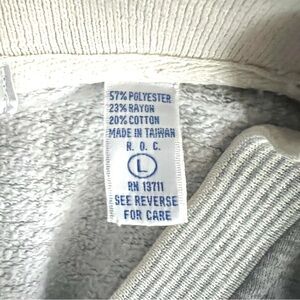 57% POLYESTER
23% RAYON
20% COTTON
MADE IN TAIWAN
R. O. C.
L
RN 13711
SEE REVERSE
FOR CARE